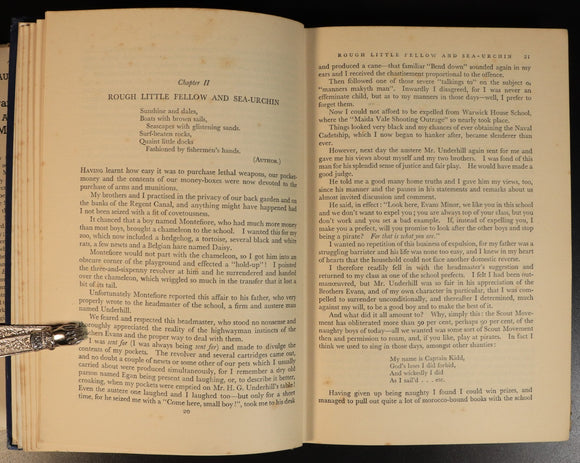 Chapter II
ROUGH LITTLE FELLOW AND SEA-URCHIN
Sunshine and dales,
Boats with brown sails,
Seascapes with glistening sands.
Surf-beaten rocks,
Quaint little docks
Fashioned by fishermen's hands.
(AUTHOR.)
HAVING learnt how easy it was to purchase lethal weapons, our pocket-
money and the contents of our money-boxes were now devoted to the
purchase of arms and munitions.
My brothers and I practised in the privacy of our back garden and on
the banks of the Regent Canal, and anything might have happened had
I not been seized with a fit of covetousness.
It chanced that a boy named Montefiore, who had much more money
than most boys, brought a chameleon to the school. I wanted this for my
zoo, which now included a hedgehog, a tortoise, several black and white
rats, a few newts and a Belgian hare named Daisy.
Montefiore would not part with the chameleon, so I got him into an
obscure corner of the playground and effected a "hold-up"! I pointed
the three-and-sixpenny revolver at him and he surrendered and handed
over the chameleon, which wriggled so much in the transfer that it lost a
bit of its tail.
Unfortunately Montefiore reported this affair to his father, who very
properly wrote to the headmaster of the school, a firm and austere man
named Underhill.
We feared and respected this headmaster, who stood no nonsense and
thoroughly appreciated the reality of the highwayman instincts of the
brothers Evans and the proper way to deal with them.
I was sent for (I was always being sent for) and made to divulge the
contents of my pockets. The revolver and several cartridges came out,
and no doubt a couple of newts or some other of our pets which I usually
carried about were produced simultaneously, for I remember a dry old
parson named Egan being present and laughing, or, to describe it better,
croaking, when my pockets were emptied on Mr. H. G. Underhill's table!
Even the austere one laughed and I laughed too—but only for a short
time, for he seized me with a "Come here, small boy!", took me to his desk
20
ROUGH LITTLE FELLOW AND SEA-URCHIN 21
and produced a cane—that familiar "Bend down" sounded again in my
ears and I received the chastisement proportioned to the offence.
Then followed one of those severe "talkings to" on the subject of
"manners makyth man". Inwardly I disagreed, for I was never an
effeminate child, but as to my manners in those days—well, I prefer to
forget them.
Now I could not afford to be expelled from Warwick House School,
where the "Maida Vale Shooting Outrage" so nearly took place.
Things looked very black and my chances of ever obtaining the Naval
Cadetship, which I now began to hanker after, became slenderer than
ever.
However, next day the austere Mr. Underhill again sent for me and
gave me his views about myself and my two brothers. I was fond of this
man for his splendid sense of justice and fair play. He would have made a
good judge.
He told me a good many home truths and I gave him my views, too,
since his manner and the pauses in his statements and remarks about us
almost invited discussion and comment.
He said, in effect: "Look here, Evans Minor, we like you in this school
and we don't want to expel you; you are always top of your class, but you
don't work and you set a bad example. If, instead of expelling you, I
make you a prefect, will you promise to look after the other boys and stop
being a pirate? For that is what you are."
I wanted no repetition of this business of expulsion, for my father was a
struggling barrister and his life was none too easy, and I knew in my heart
of hearts that the household could not face another domestic reverse.
I therefore readily fell in with the headmaster's suggestion and
returned to my class as one of the school prefects. I felt I had been out-
manœuvred, but Mr. Underhill was so fair in his appreciation of the
Brothers Evans, and of my own character in particular, that I was com-
pelled to surrender unconditionally, and thereafter I determined, much
against my will, to be a good boy and to make the best of it.
And what did it all amount to? Why, simply this: the Scout Move-
ment has obliterated more than 90 per cent, perhaps 90 per cent, of the
naughty boys of today—all we wanted was some sort of Scout Movement
then and permission to roam, and, if you like, play at pirates. In fact I
think we used to sing in those days, amongst other shanties:
My name is Captain Kidd,
God's laws I did forbid,
And wickedly I did
As I sail'd . . . etc.
Having given up being naughty I found I could win prizes, and
managed to pull out quite a lot of morocco-bound books with the school